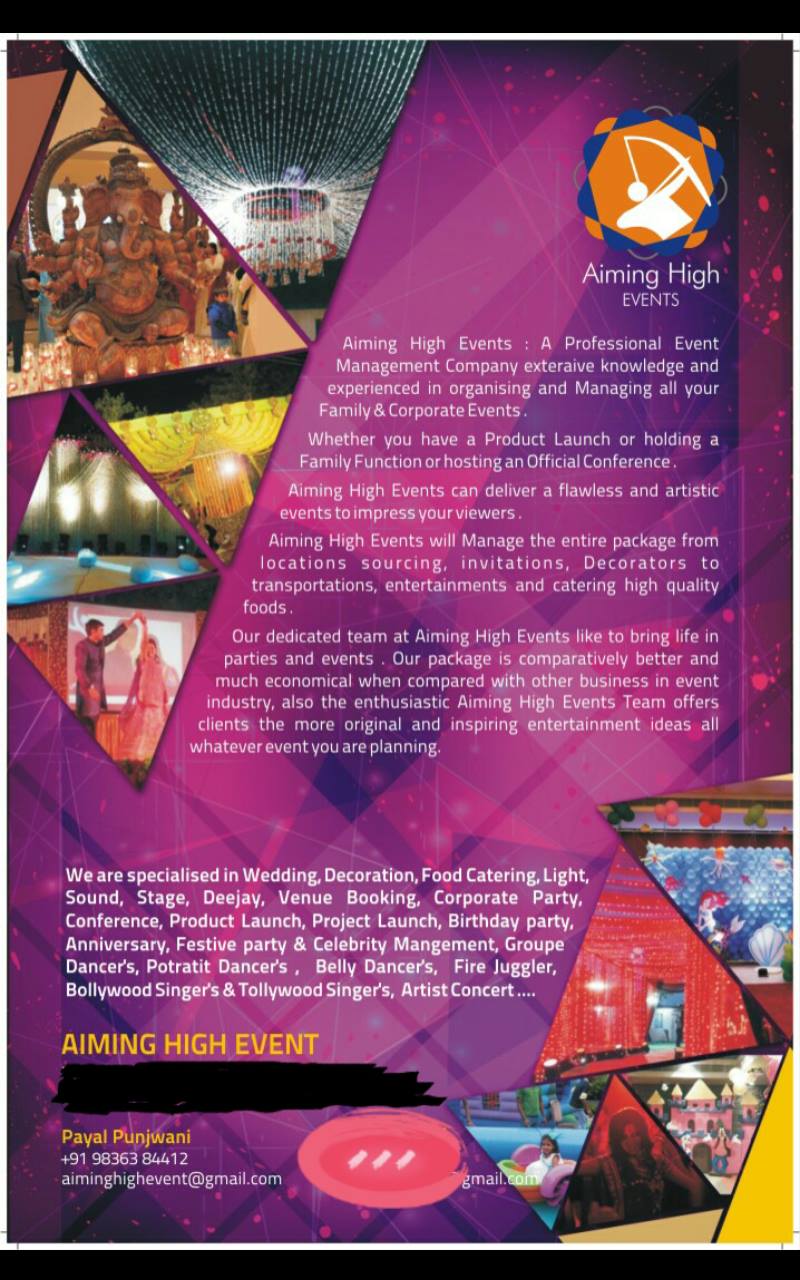 Aiming High
EVENTS
Aiming High Events : A Professional Event
Management Company exteraive knowledge and
experienced in organising and Managing all your
Family & Corporate Events .
Whether you have a Product Launch or holding a
Family Function or hosting an Official Conference .
Aiming High Events can deliver a flawless and artistic
events to impress your viewers .
Aiming High Events will Manage the entire package from
locations sourcing, invitations, Decorators to
transportations, entertainments and catering high quality
foods .
Our dedicated team at Aiming High Events like to bring life in
parties and events . Our package is comparatively better and
much economical when compared with other business in event
industry, also the enthusiastic Aiming High Events Team offers
clients the more original and inspiring entertainment ideas all
whatever event you are planning.
We are specialised in Wedding, Decoration, Food Catering, Light,
Sound, Stage, Deejay, Venue Booking, Corporate Party,
Conference, Product Launch, Project Launch, Birthday party,
Anniversary, Festive party & Celebrity Mangement, Groupe
Dancer's, Potratit Dancer's , Belly Dancer's, Fire Juggler,
Bollywood Singer's & Tollywood Singer's, Artist Concert ....
AIMING HIGH EVENT
Payal Punjwani
+91 98363 84412
aiminghighevent@gmail.com
gmail.com